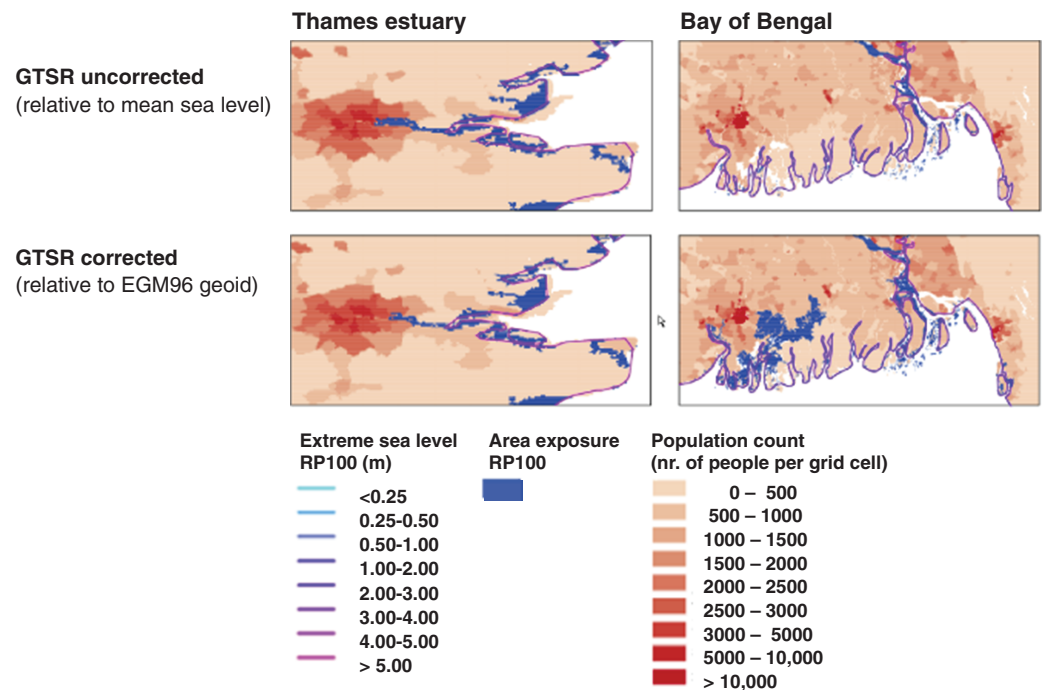 Thames estuary
Bay of Bengal
GTSR uncorrected
(relative to mean sea level)
GTSR corrected
(relative to EGM96 geoid)
Extreme sea level
RP100 (m)
<0.25
0.25-0.50
0.50-1.00
1.00-2.00
2.00-3.00
3.00-4.00
4.00-5.00
> 5.00
Area exposure
RP100
Population count
(nr. of people per grid cell)
0 – 500
500 – 1000
1000 – 1500
1500 – 2000
2000 – 2500
2500 – 3000
3000 – 5000
5000 – 10,000
> 10,000